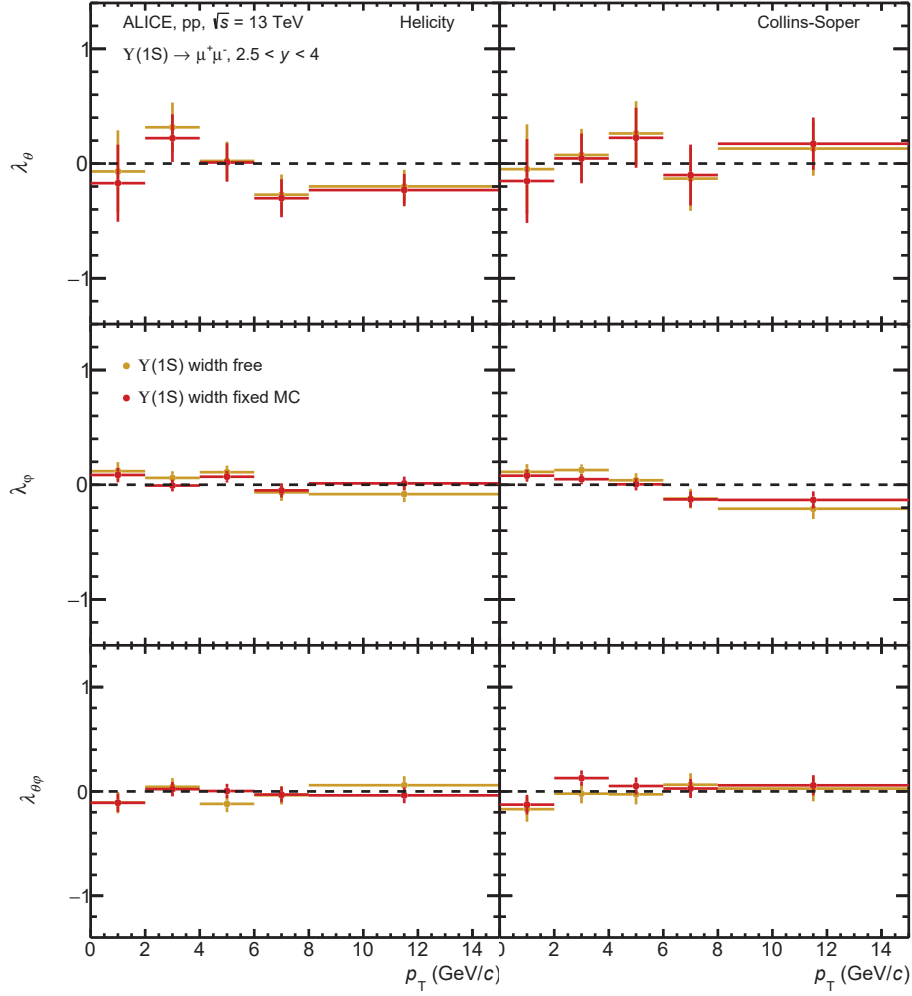 ALICE, pp, √s = 13 TeV
Helicity
Collins-Soper
Υ(1S) → μ⁺μ⁻, 2.5 < y < 4
1
λθ
0
−1
1
Υ(1S) width free
Υ(1S) width fixed MC
λφ
0
−1
1
λθφ
0
−1
0 2 4 6 8 10 12 14
0 2 4 6 8 10 12 14
pT (GeV/c)
pT (GeV/c)